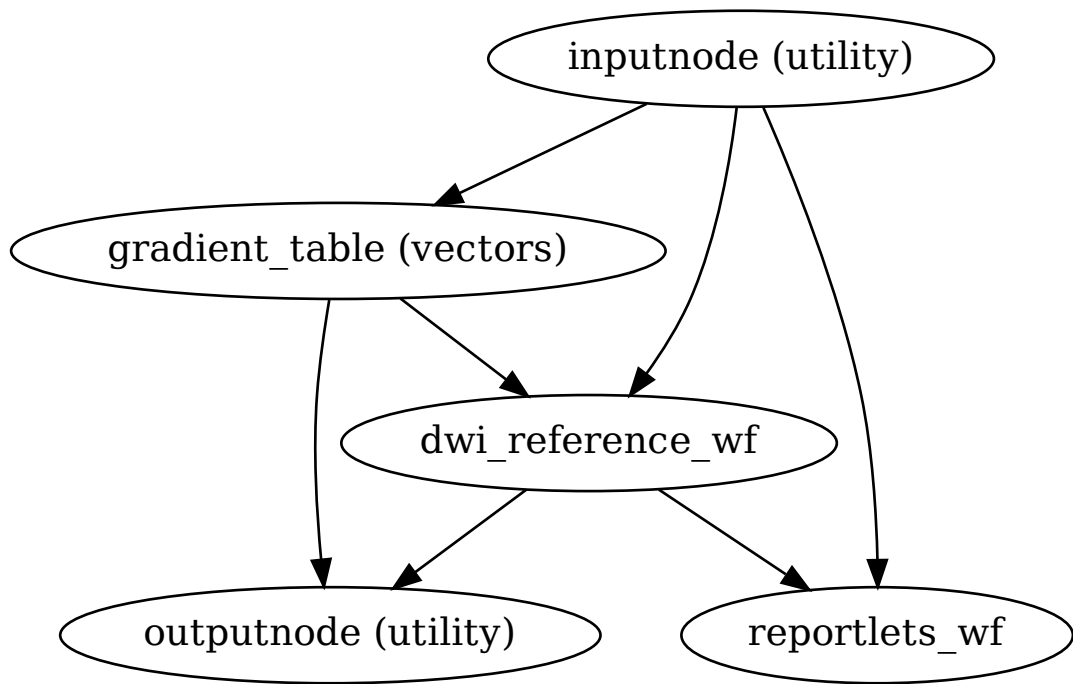 inputnode (utility)
gradient_table (vectors)
dwi_reference_wf
outputnode (utility)
reportlets_wf